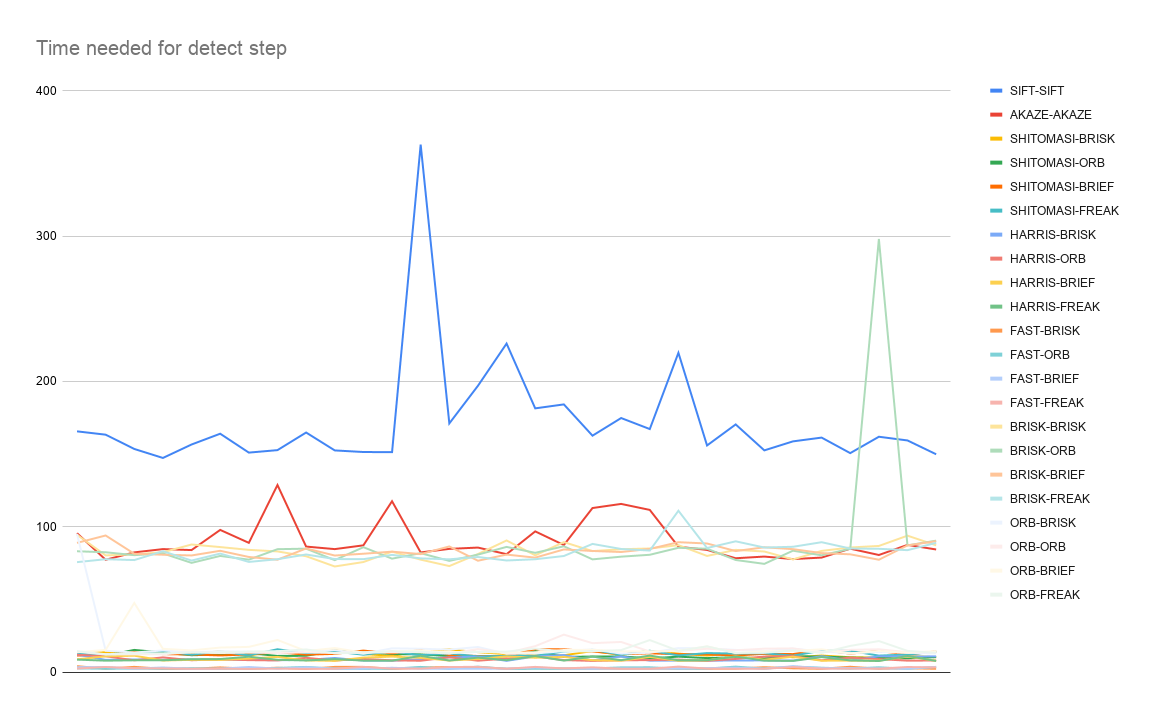 Time needed for detect step
400
300
200
100
0
SIFT-SIFT
AKAZE-AKAZE
SHITOMASI-BRISK
SHITOMASI-ORB
SHITOMASI-BRIEF
SHITOMASI-FREAK
HARRIS-BRISK
HARRIS-ORB
HARRIS-BRIEF
HARRIS-FREAK
FAST-BRISK
FAST-ORB
FAST-BRIEF
FAST-FREAK
BRISK-BRISK
BRISK-ORB
BRISK-BRIEF
BRISK-FREAK
ORB-BRISK
ORB-ORB
ORB-BRIEF
ORB-FREAK